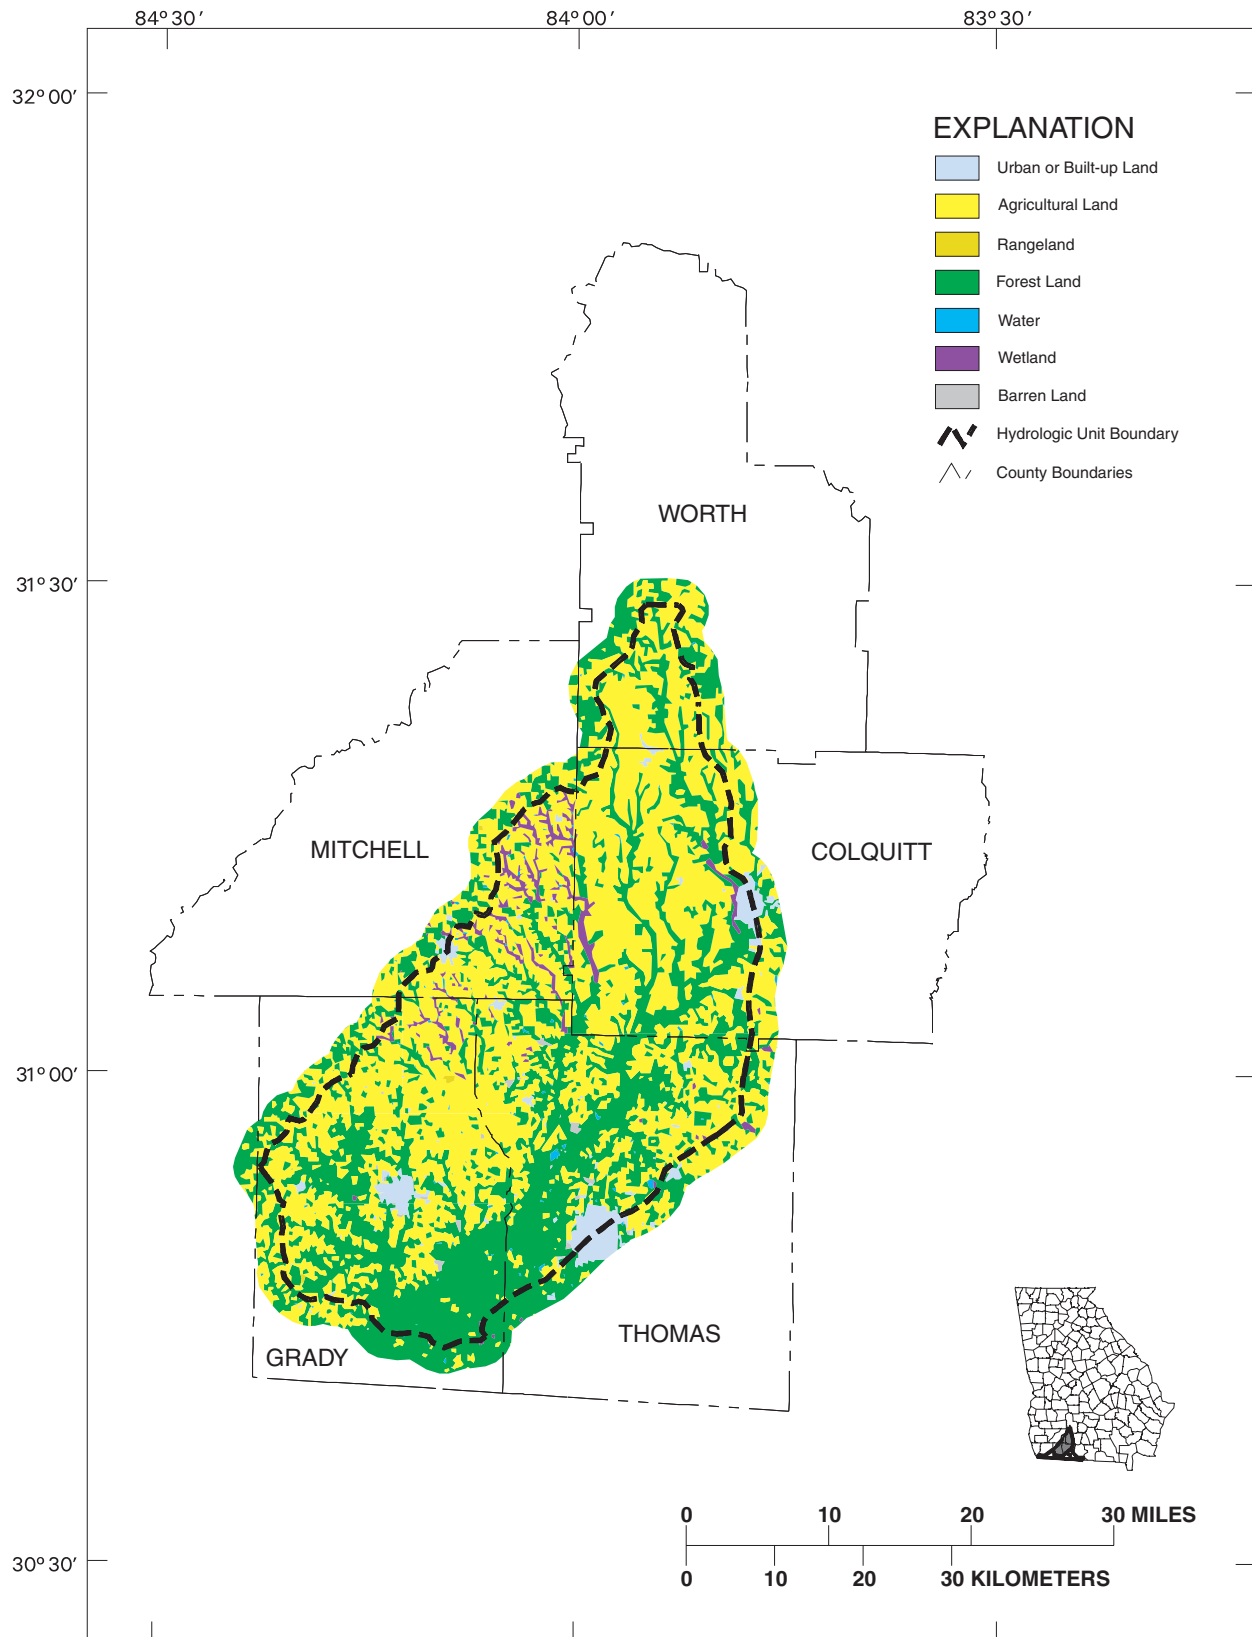 84° 30´
84° 00´
83° 30´
32° 00´
EXPLANATION
Urban or Built-up Land
Agricultural Land
Rangeland
Forest Land
Water
Wetland
Barren Land
Hydrologic Unit Boundary
County Boundaries
WORTH
31° 30´
MITCHELL
COLQUITT
31° 00´
THOMAS
GRADY
0 10 20 30 MILES
30° 30´
0 10 20 30 KILOMETERS